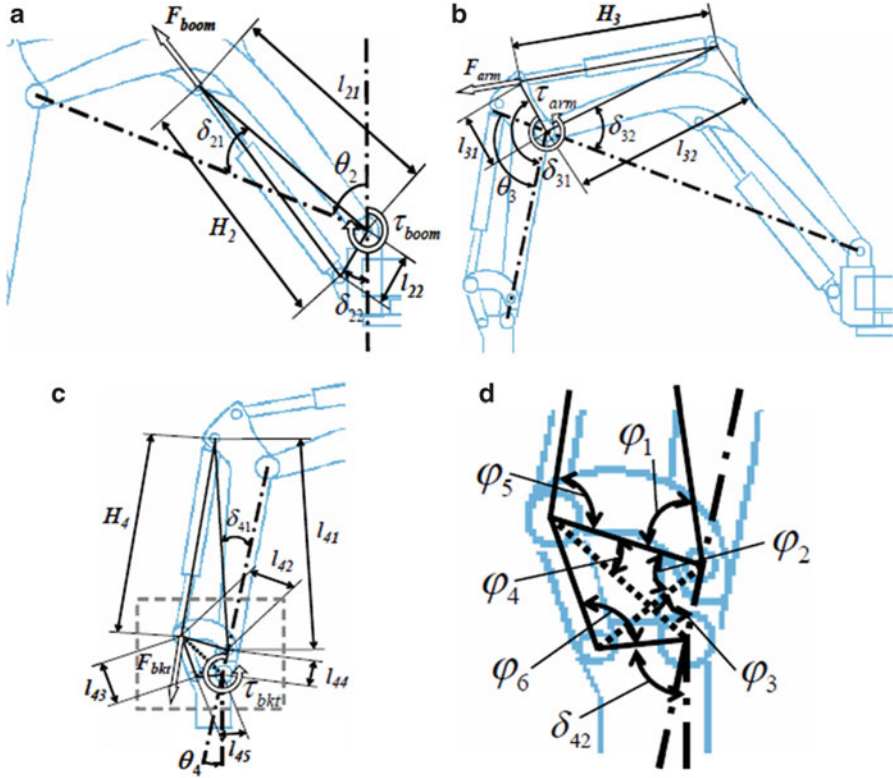 a
F_boom
l_21
δ_21
θ_2
H_2
τ_boom
l_22
δ_22
b
H_3
F_arm
τ_arm
l_31
δ_32
l_32
θ_3
δ_31
c
H_4
δ_41
l_41
l_42
F_bkt
l_43
l_44
τ_bkt
l_45
θ_4
d
φ_1
φ_5
φ_2
φ_4
φ_6
φ_3
δ_42